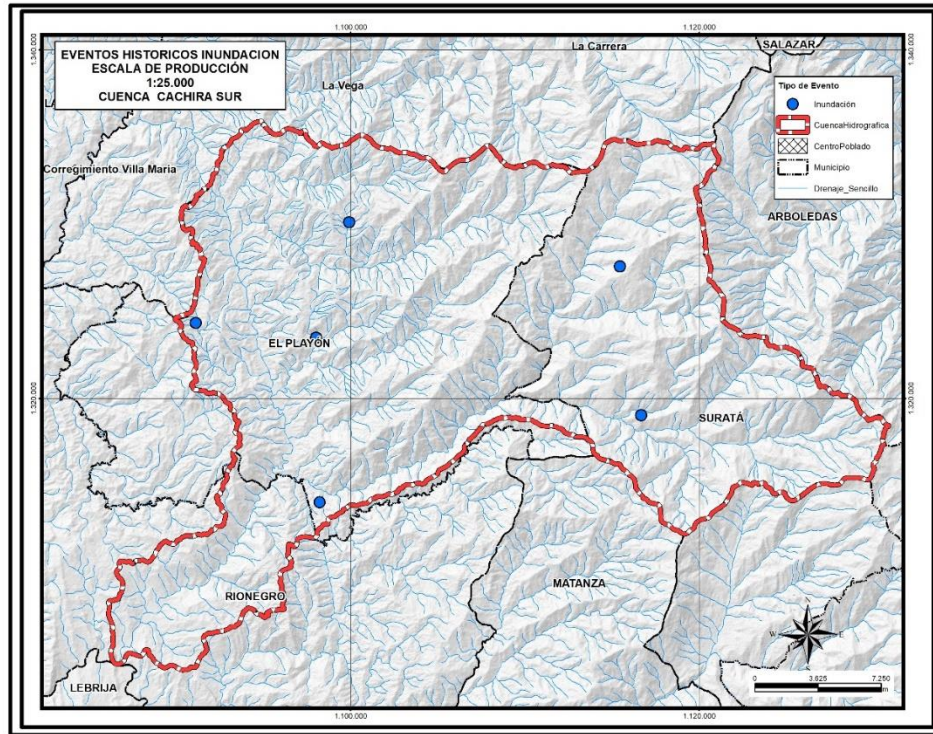 1.100.000
1.120.000
1.340.000
1.340.000
EVENTOS HISTORICOS INUNDACION
ESCALA DE PRODUCCIÓN
1:25.000
CUENCA CACHIRA SUR
La Carrera
SALAZAR
La Vega
LA
Corregimiento Villa Maria
Tipo de Evento
Inundación
CuencaHidrografica
CentroPoblado
Municipio
Drenaje_Sencillo
ARBOLEDAS
EL PLAYÓN
1.320.000
1.320.000
SURATÁ
MATANZA
RIONEGRO
LEBRIJA
N
W
E
S
0
3.625
7.250
m
1.100.000
1.120.000